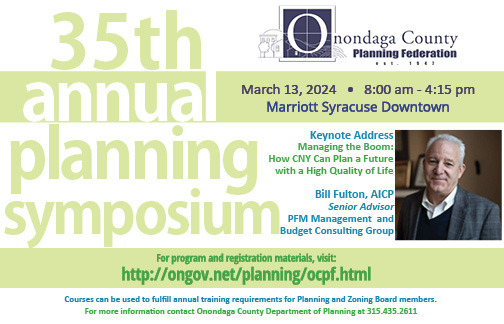 35th
annual
planning
symposium
Onondaga County
Planning Federation
est. 1942
March 13, 2024 • 8:00 am - 4:15 pm
Marriott Syracuse Downtown
Keynote Address
Managing the Boom:
How CNY Can Plan a Future
with a High Quality of Life
Bill Fulton, AICP
Senior Advisor
PFM Management and
Budget Consulting Group
For program and registration materials, visit:
http://ongov.net/planning/ocpf.html
Courses can be used to fulfill annual training requirements for Planning and Zoning Board members.
For more information contact Onondaga County Department of Planning at 315.435.2611